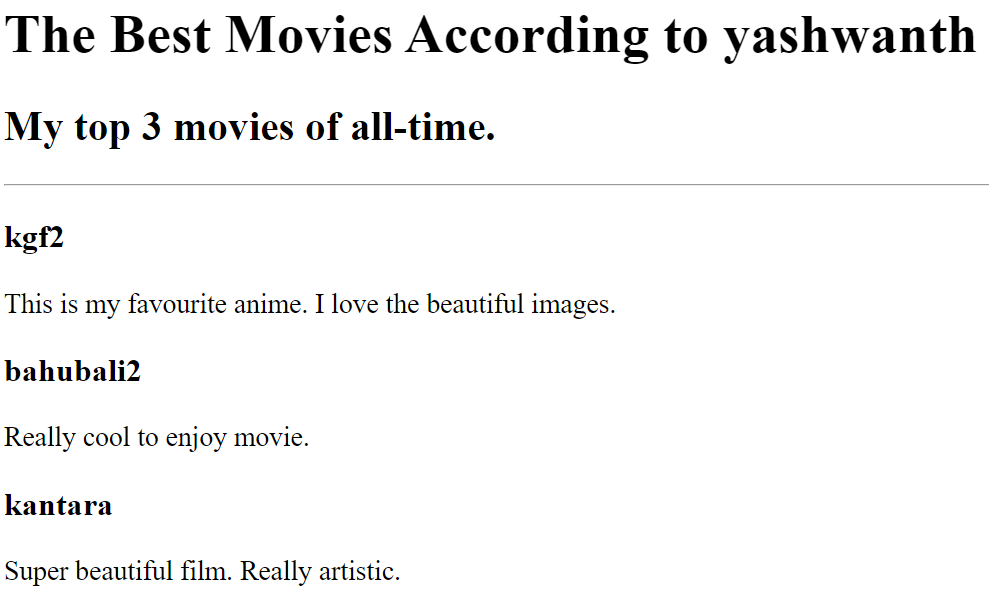 The Best Movies According to yashwanth
My top 3 movies of all-time.
kgf2
This is my favourite anime. I love the beautiful images.
bahubali2
Really cool to enjoy movie.
kantara
Super beautiful film. Really artistic.